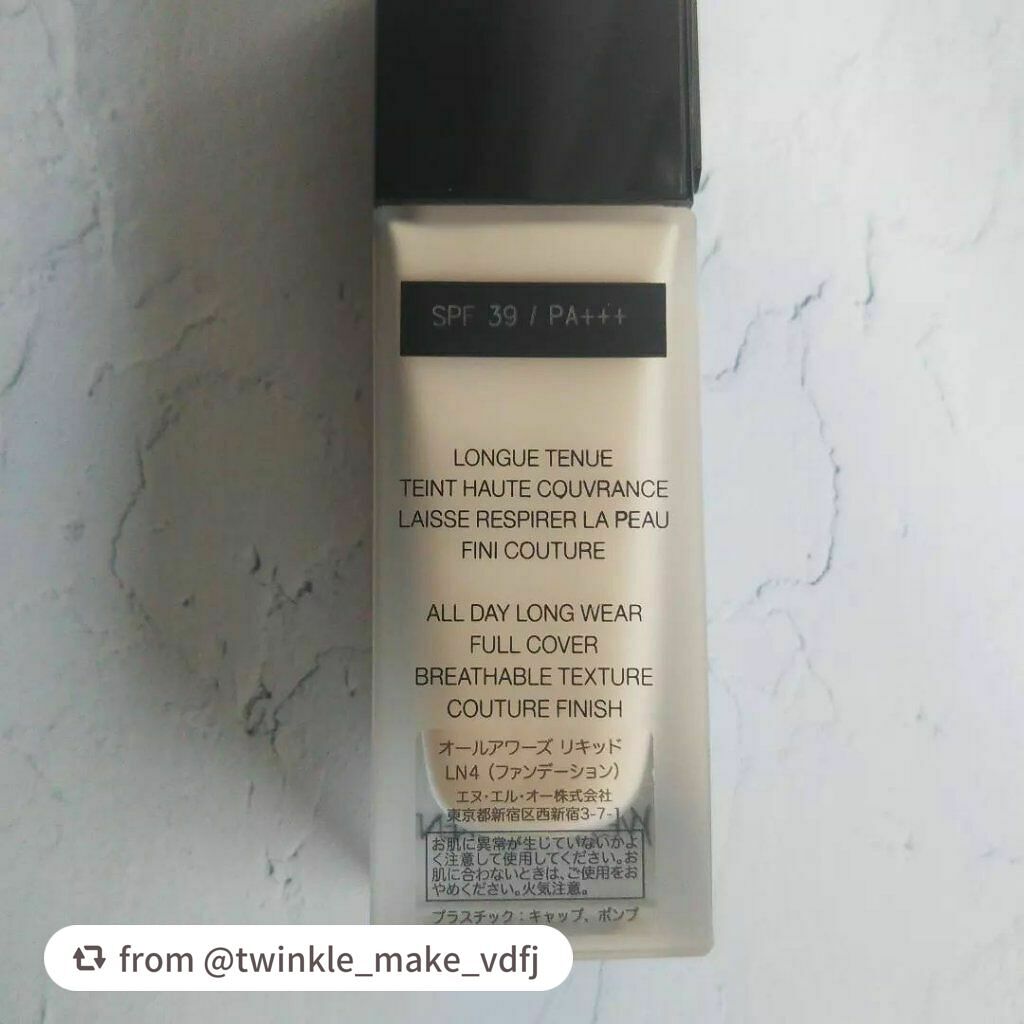 SPF 39 / PA+++
LONGUE TENUE
TEINT HAUTE COUVRANCE
LAISSE RESPIRER LA PEAU
FINI COUTURE
ALL DAY LONG WEAR
FULL COVER
BREATHABLE TEXTURE
COUTURE FINISH
オールアワーズ リキッド
LN4（ファンデーション）
エヌ・エル・オー株式会社
東京都新宿区西新宿3-7-1
お肌に異常が生じていないかよ
く注意して使用してください。お
肌に合わないときは、ご使用をお
やめください。火気注意。
プラスチック：キャップ、ポンプ
from @twinkle_make_vdfj